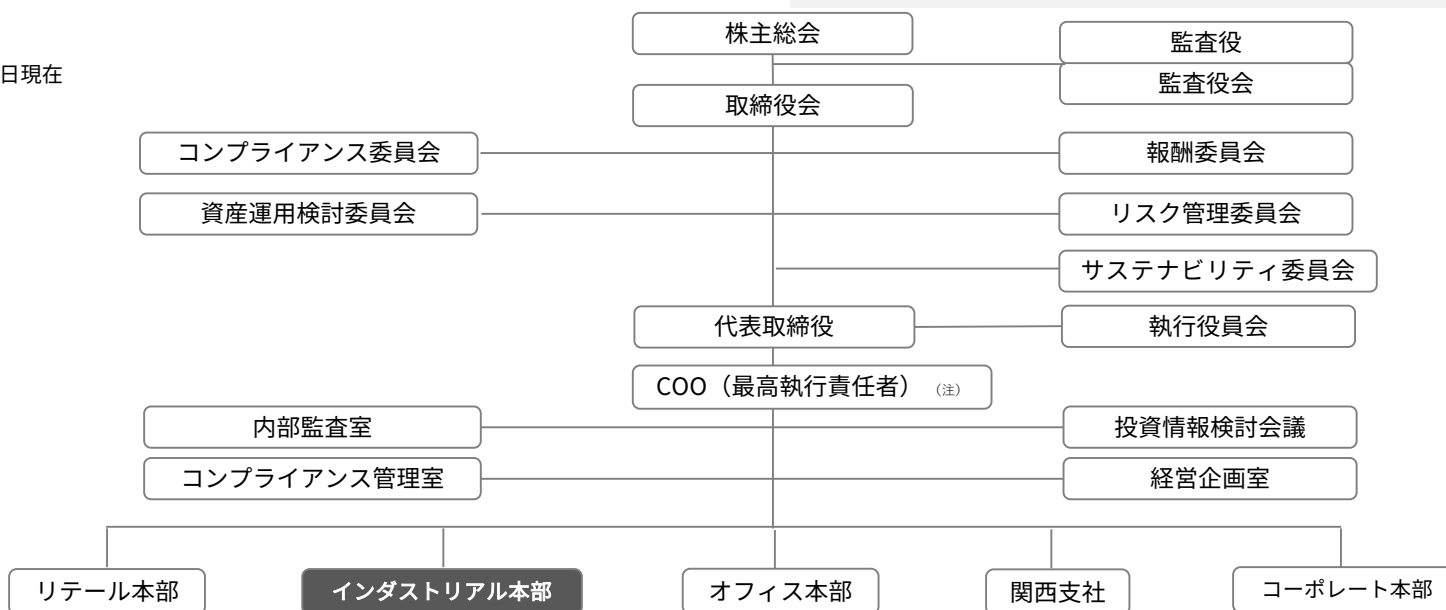 株主総会
監査役
日現在
監査役会
取締役会
コンプライアンス委員会
報酬委員会
資産運用検討委員会
リスク管理委員会
サステナビリティ委員会
代表取締役
執行役員会
COO（最高執行責任者）（注）
内部監査室
投資情報検討会議
コンプライアンス管理室
経営企画室
リテール本部
インダストリアル本部
オフィス本部
関西支社
コーポレート本部